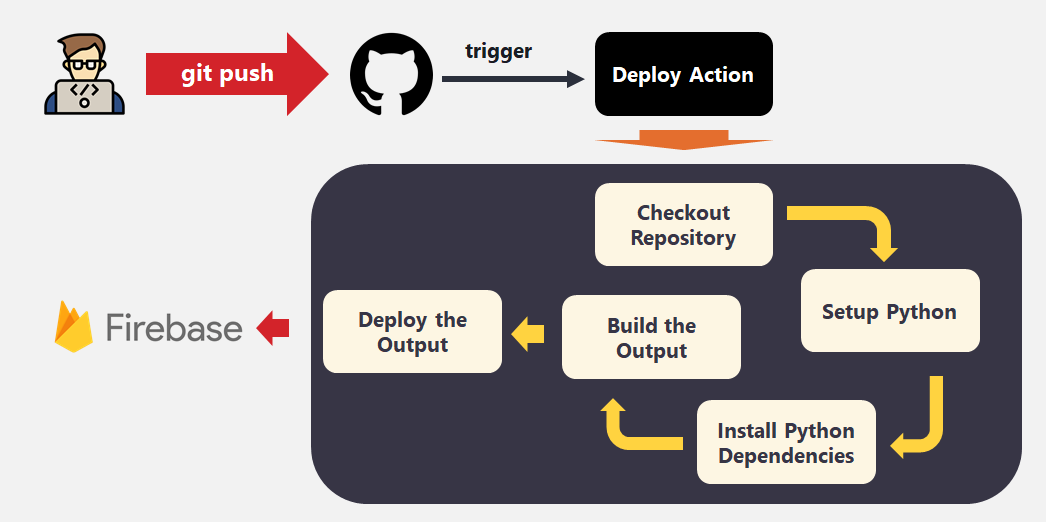 git push
trigger
Deploy Action
Checkout
Repository
Setup Python
Install Python
Dependencies
Build the
Output
Deploy the
Output
Firebase